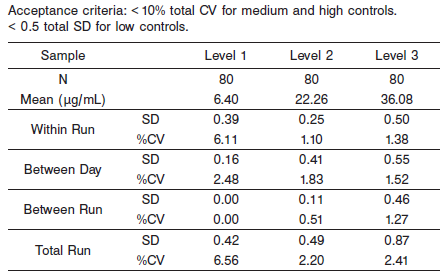 Acceptance criteria: < 10% total CV for medium and high controls.
< 0.5 total SD for low controls.
Sample Level 1 Level 2 Level 3
N 80 80 80
Mean (μg/mL) 6.40 22.26 36.08
Within Run SD 0.39 0.25 0.50
%CV 6.11 1.10 1.38
Between Day SD 0.16 0.41 0.55
%CV 2.48 1.83 1.52
Between Run SD 0.00 0.11 0.46
%CV 0.00 0.51 1.27
Total Run SD 0.42 0.49 0.87
%CV 6.56 2.20 2.41